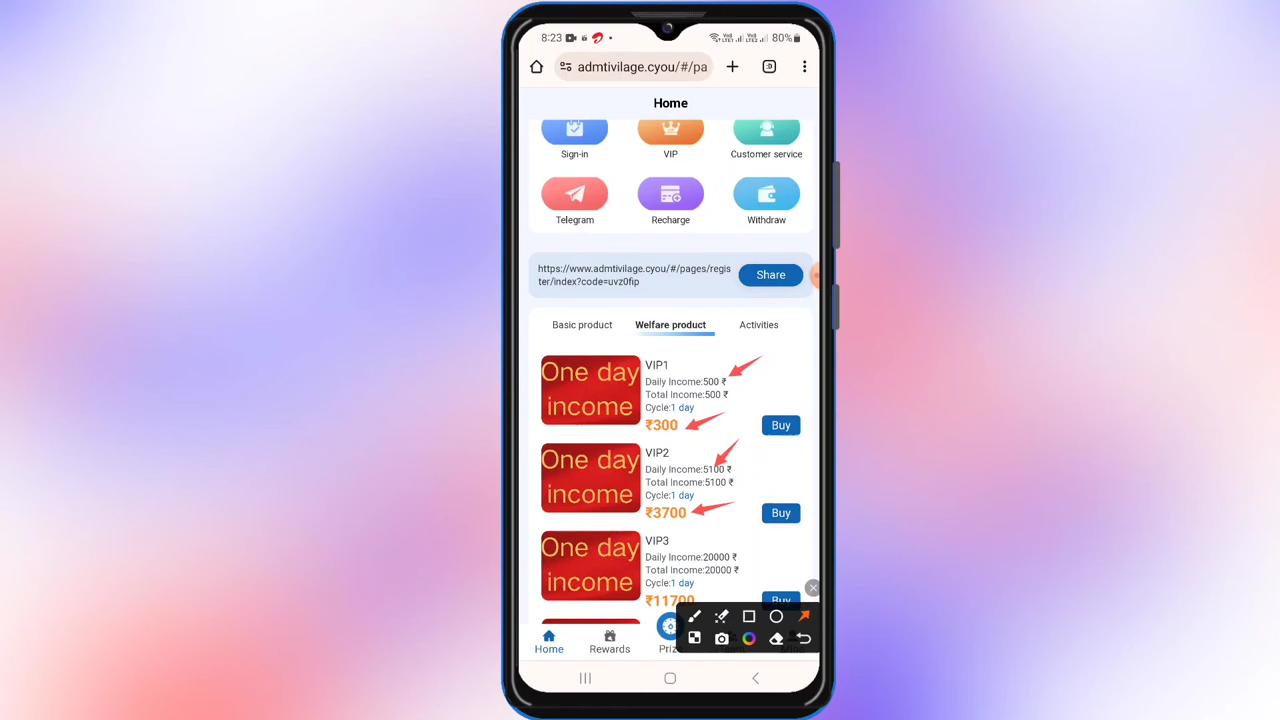 8:23
80%
admtivilage.cyou/#/pa
:D
Home
Sign-in
VIP
Customer service
Telegram
Recharge
Withdraw
https://www.admtivilage.cyou/#/pages/regis
ter/index?code=uvz0fip
Share
Basic product
Welfare product
Activities
One day
income
VIP1
Daily Income:500 ₹
Total Income:500 ₹
Cycle:1 day
₹300
Buy
One day
income
VIP2
Daily Income:5100 ₹
Total Income:5100 ₹
Cycle:1 day
₹3700
Buy
One day
income
VIP3
Daily Income:20000 ₹
Total Income:20000 ₹
Cycle:1 day
₹11700
Buy
Home
Rewards
Prize